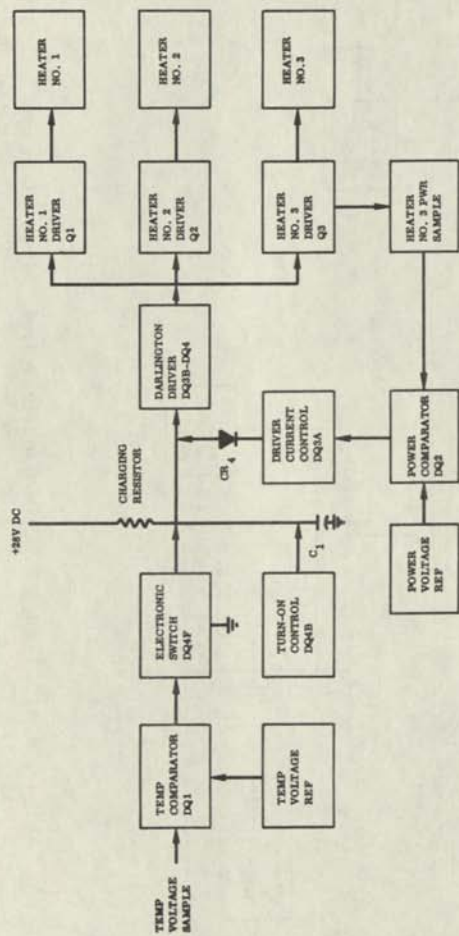 TEMP
VOLTAGE
SAMPLE
TEMP
COMPARATOR
DQ1
TEMP
VOLTAGE
REF
ELECTRONIC
SWITCH
DQ4F
TURN-ON
CONTROL
DQ4B
+28V DC
CHARGING
RESISTOR
C1
CR4
DARLINGTON
DRIVER
DQ3B-DQ4
DRIVER
CURRENT
CONTROL
DQ3A
POWER
COMPARATOR
DQ2
POWER
VOLTAGE
REF
HEATER
NO. 1
DRIVER
Q1
HEATER
NO. 2
DRIVER
Q2
HEATER
NO. 3
DRIVER
Q3
HEATER
NO. 3 PWR
SAMPLE
HEATER
NO. 1
HEATER
NO. 2
HEATER
NO.3